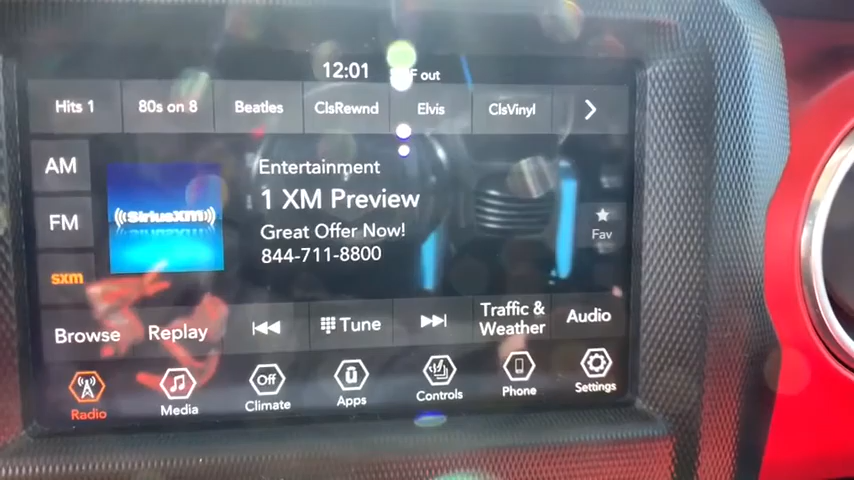 12:01
F out
Hits 1
80s on 8
Beatles
ClsRewnd
Elvis
ClsVinyl
AM
FM
sxm
((SiriusXM))
Entertainment
1 XM Preview
Great Offer Now!
844-711-8800
Fav
Browse
Replay
Tune
Traffic &
Weather
Audio
Radio
Media
Off
Climate
Apps
Controls
Phone
Settings